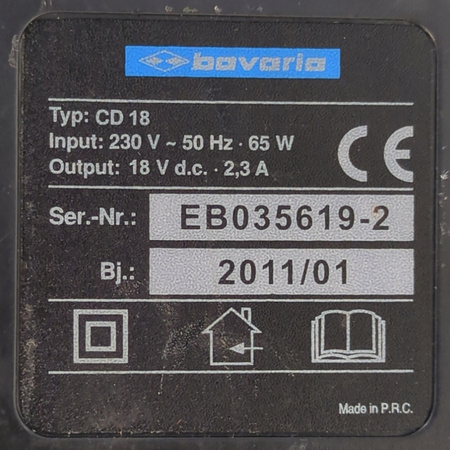 bavaria
Typ: CD 18
Input: 230 V ~ 50 Hz · 65 W
Output: 18 V d.c. · 2,3 A
CE
Ser.-Nr.: EB035619-2
Bj.: 2011/01
Made in P.R.C.